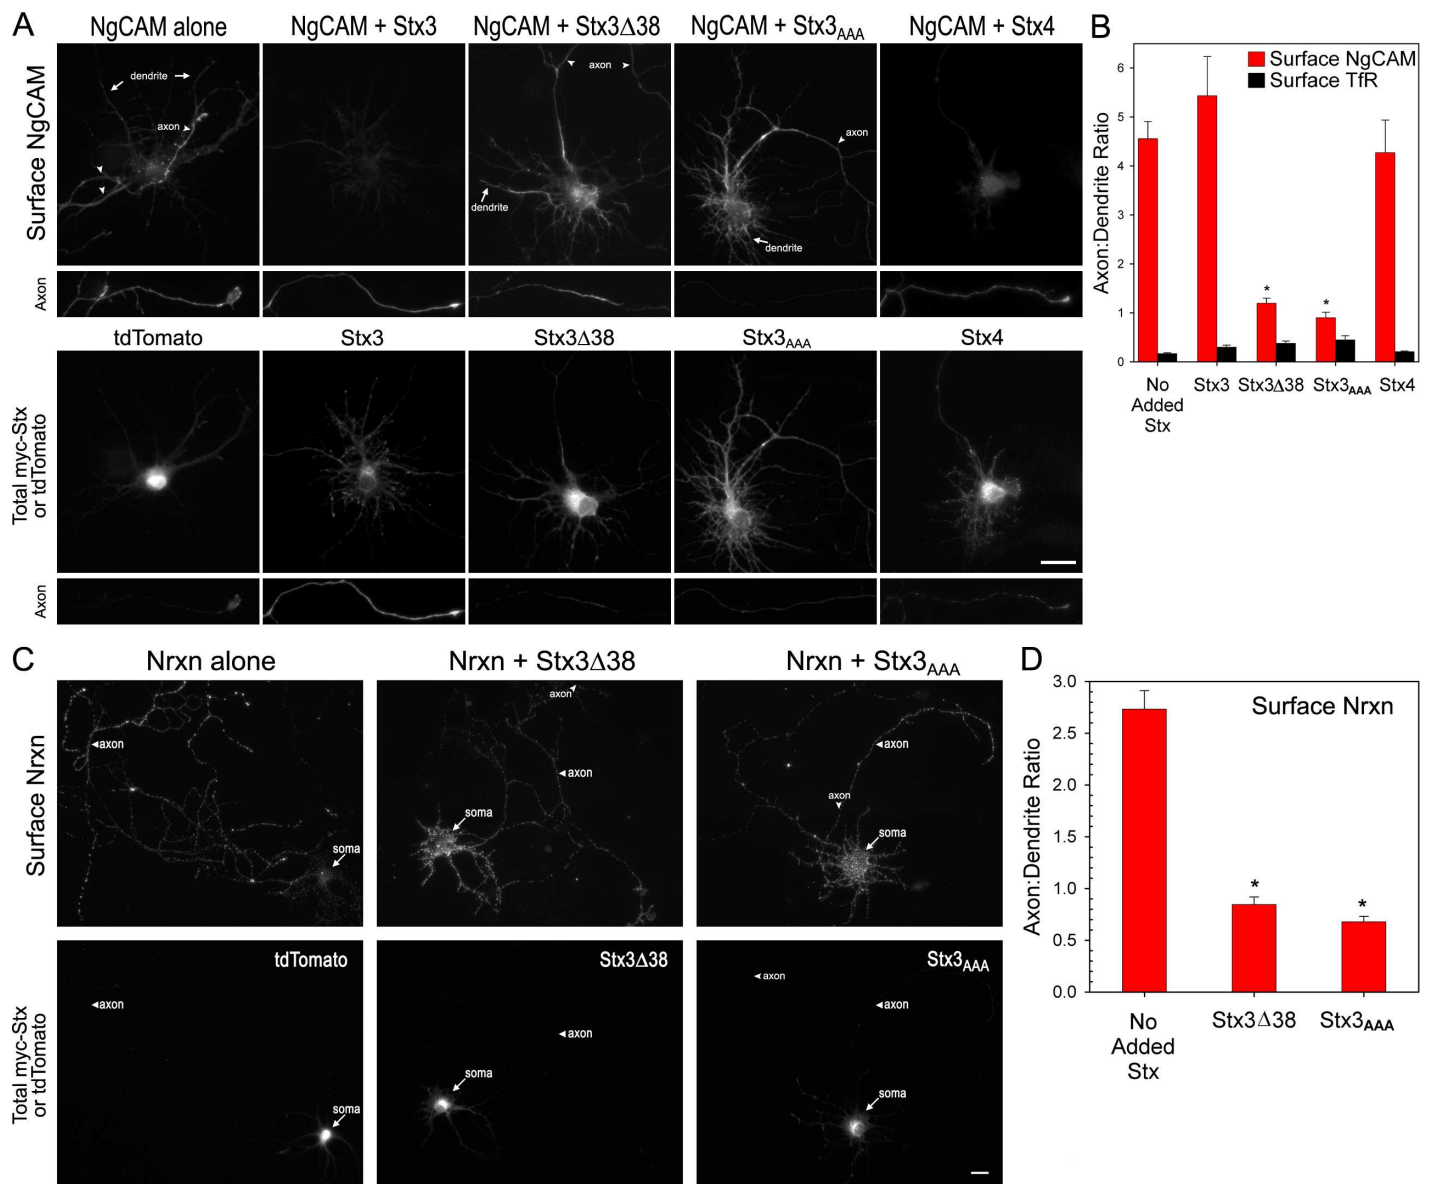 A
NgCAM alone
NgCAM + Stx3
NgCAM + Stx3Δ38
NgCAM + Stx3AAA
NgCAM + Stx4
Surface NgCAM
dendrite
axon
axon
dendrite
axon
dendrite
Axon
tdTomato
Stx3
Stx3Δ38
Stx3AAA
Stx4
Total myc-Stx
or tdTomato
Axon
B
Surface NgCAM
Surface TfR
Axon:Dendrite Ratio
6
5
4
3
2
1
0
*
*
No
Added
Stx
Stx3
Stx3Δ38
Stx3AAA
Stx4
C
Nrxn alone
Nrxn + Stx3Δ38
Nrxn + Stx3AAA
Surface Nrxn
axon
soma
axon
axon
soma
axon
axon
soma
Total myc-Stx
or tdTomato
tdTomato
axon
soma
Stx3Δ38
axon
soma
Stx3AAA
axon
axon
soma
D
Surface Nrxn
Axon:Dendrite Ratio
3.0
2.5
2.0
1.5
1.0
0.5
0.0
*
*
No
Added
Stx
Stx3Δ38
Stx3AAA